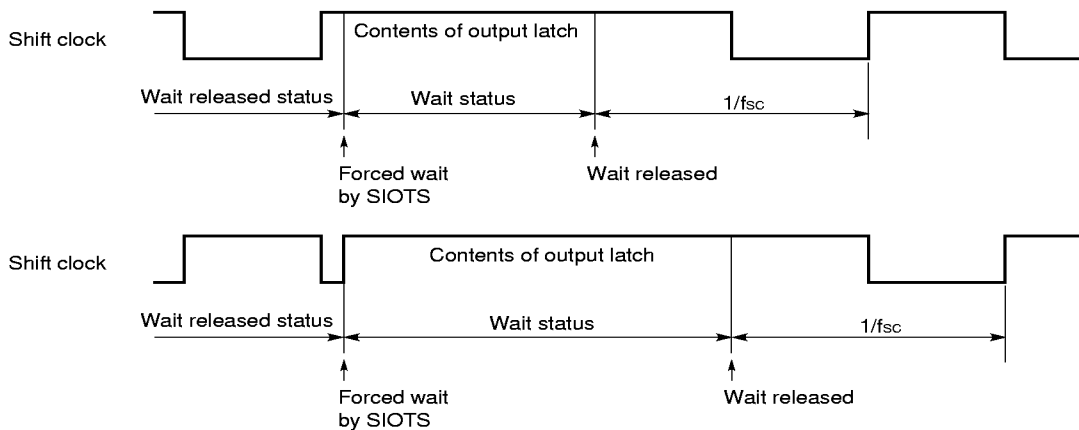 Shift clock
Contents of output latch
Wait released status
Wait status
1/fsc
Forced wait
by SIOTS
Wait released
Shift clock
Contents of output latch
Wait released status
Wait status
1/fsc
Forced wait
by SIOTS
Wait released